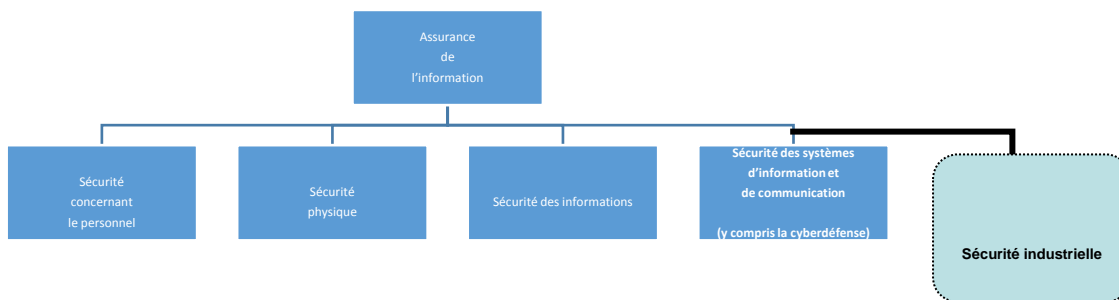 Assurance
de
l'information
Sécurité
concernant
le personnel
Sécurité
physique
Sécurité des informations
Sécurité des systèmes
d'information et
de communication
(y compris la cyberdéfense)
Sécurité industrielle